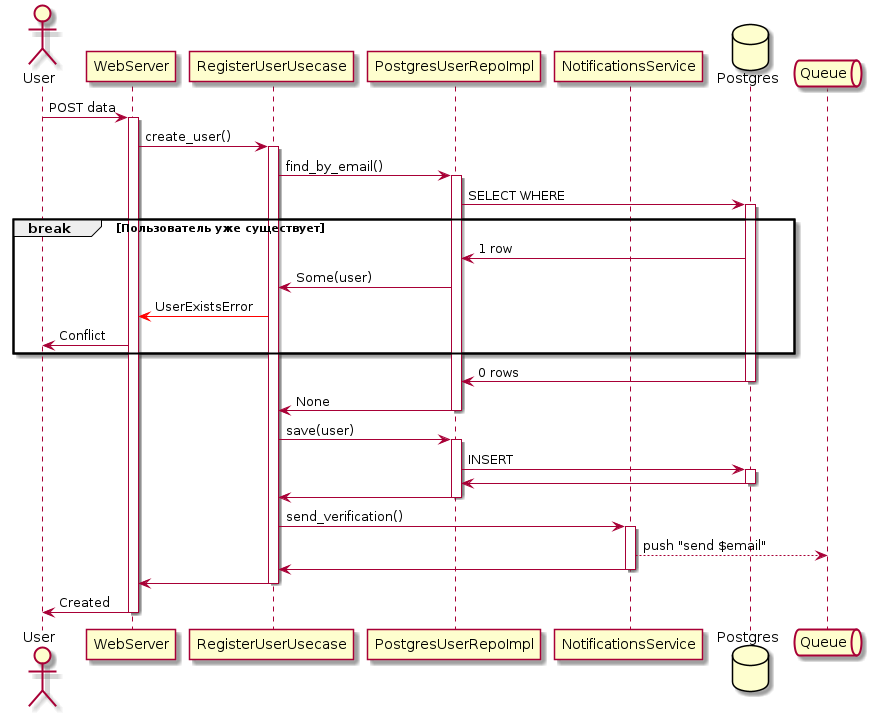 User
WebServer
RegisterUserUsecase
PostgresUserRepoImpl
NotificationsService
Postgres
Queue
POST data
create_user()
find_by_email()
SELECT WHERE
break
[Пользователь уже существует]
1 row
Some(user)
UserExistsError
Conflict
0 rows
None
save(user)
INSERT
send_verification()
push "send $email"
Created
User
WebServer
RegisterUserUsecase
PostgresUserRepoImpl
NotificationsService
Postgres
Queue